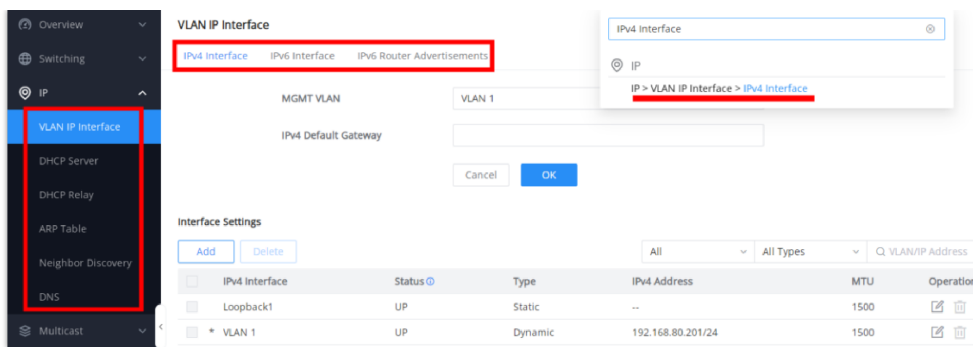 Overview
Switching
IP
VLAN IP Interface
DHCP Server
DHCP Relay
ARP Table
Neighbor Discovery
DNS
Multicast
VLAN IP Interface
IPv4 Interface IPv6 Interface IPv6 Router Advertisements
MGMT VLAN VLAN 1
IPv4 Default Gateway
Cancel OK
IPv4 Interface
IP
IP > VLAN IP Interface > IPv4 Interface
Interface Settings
Add Delete All All Types VLAN/IP Address
IPv4 Interface Status Type IPv4 Address MTU Operation
Loopback1 UP Static -- 1500
* VLAN 1 UP Dynamic 192.168.80.201/24 1500